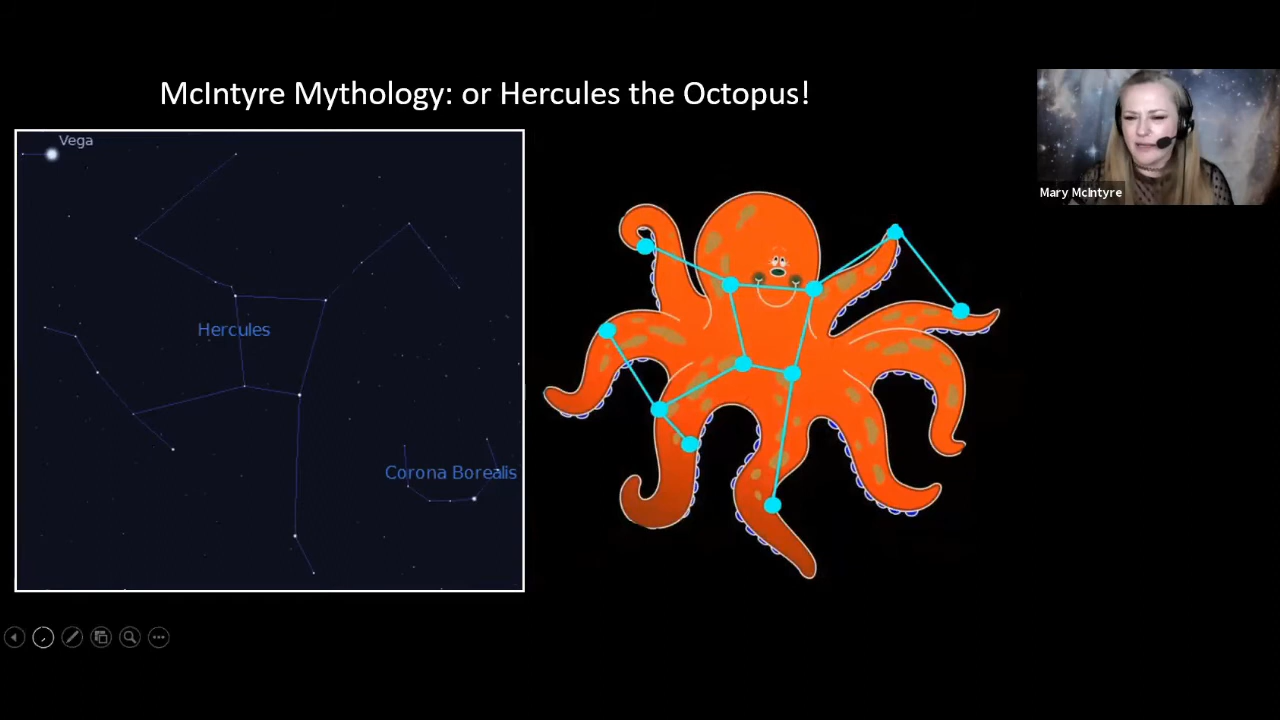 McIntyre Mythology: or Hercules the Octopus!
Vega
Hercules
Corona Borealis
Mary McIntyre